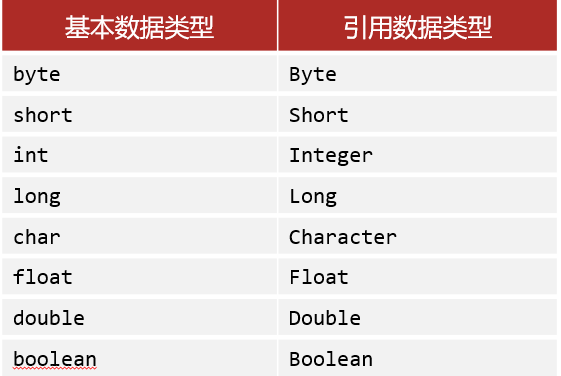 基本数据类型 引用数据类型
byte Byte
short Short
int Integer
long Long
char Character
float Float
double Double
boolean Boolean